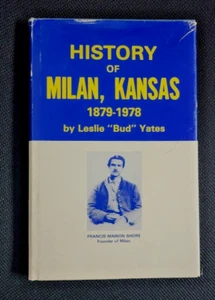 HISTORY
OF
MILAN, KANSAS
1879-1978
by Leslie "Bud" Yates
FRANCIS MARION SHORE
Founder of Milan